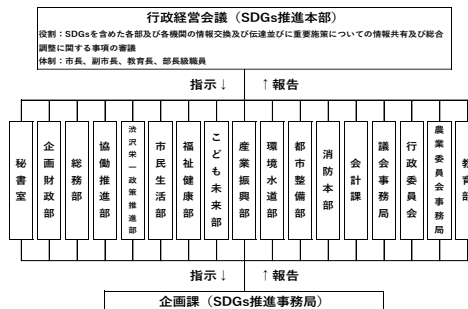 行政経営会議（SDGs推進本部）
役割：SDGsを含めた各部及び各機関の情報交換及び伝達並びに重要施策についての情報共有及び総合
調整に関する事項の審議
体制：市長、副市長、教育長、部長級職員
指示↓ ↑報告
秘書室
企画財政部
総務部
協働推進部
渋沢栄一政策推進部
市民生活部
福祉健康部
こども未来部
産業振興部
環境水道部
都市整備部
消防本部
会計課
議会事務局
行政委員会
農業委員会事務局
教育部
指示↓ ↑報告
企画課（SDGs推進事務局）